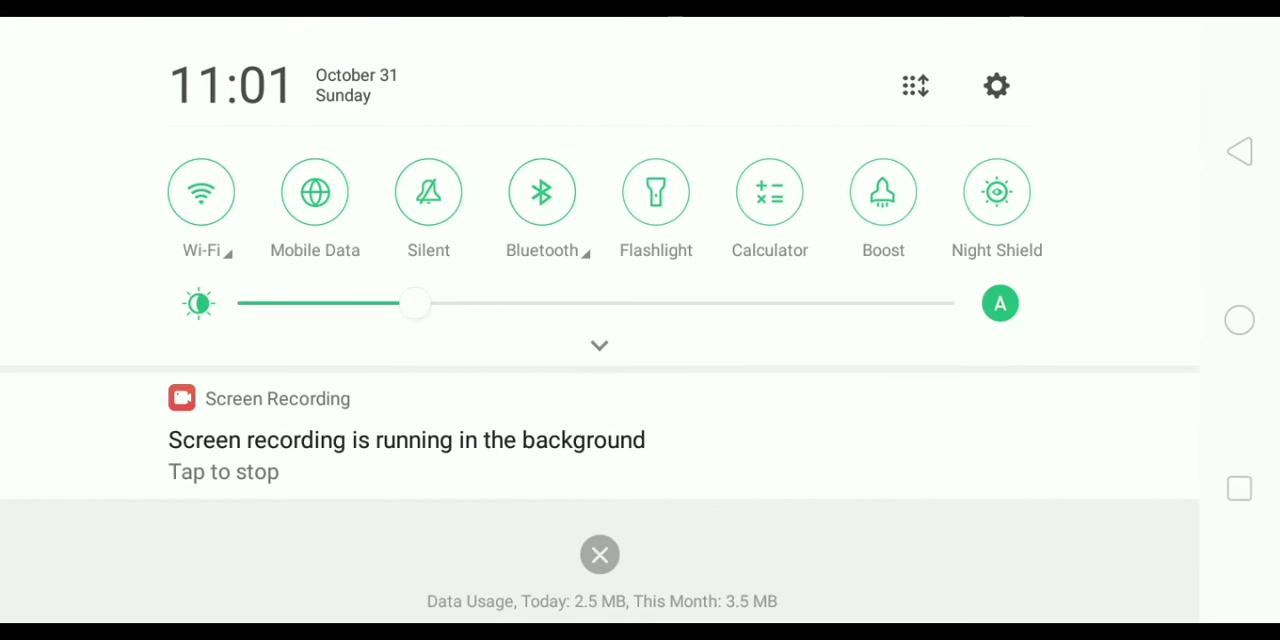 11:01
October 31
Sunday
Wi-Fi
Mobile Data
Silent
Bluetooth
Flashlight
Calculator
Boost
Night Shield
A
Screen Recording
Screen recording is running in the background
Tap to stop
Data Usage, Today: 2.5 MB, This Month: 3.5 MB